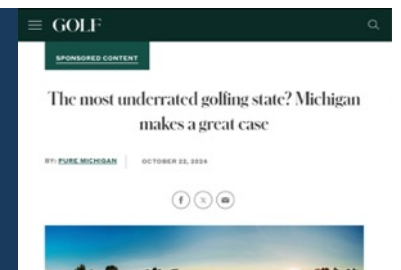 GOLF
SPONSORED CONTENT
The most underrated golfing state? Michigan
makes a great case
BY: PURE MICHIGAN OCTOBER 22, 2024